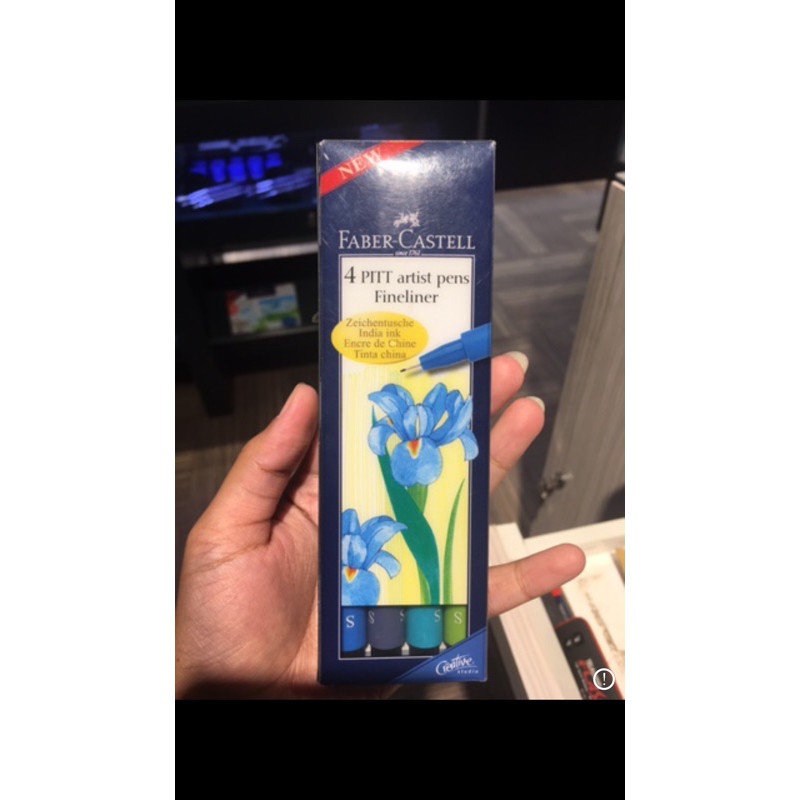 NEW
FABER-CASTELL
since 1761
4 PITT artist pens
Fineliner
Zeichentusche
India ink
Encre de Chine
Tinta china
S S S S
Creative
STUDIO